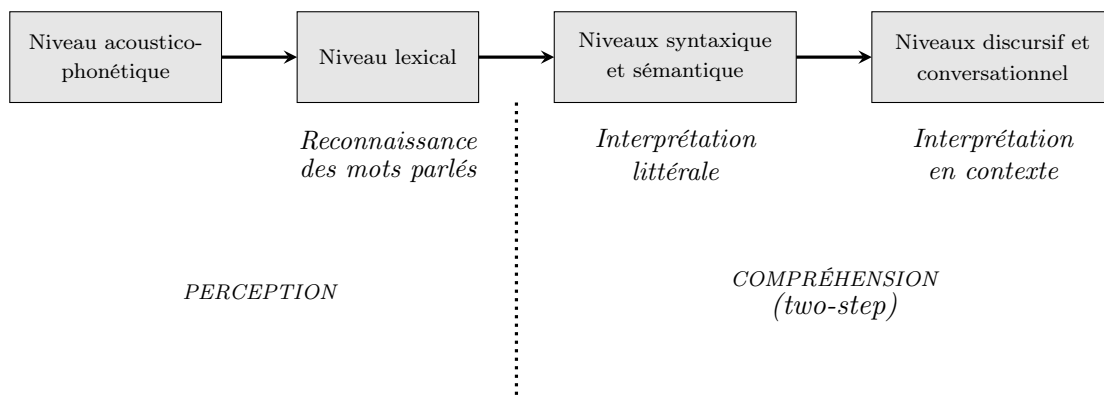 Niveau acoustico-
phonétique
Niveau lexical
Niveaux syntaxique
et sémantique
Niveaux discursif et
conversationnel
Reconnaissance
des mots parlés
Interprétation
littérale
Interprétation
en contexte
PERCEPTION
COMPRÉHENSION
(two-step)